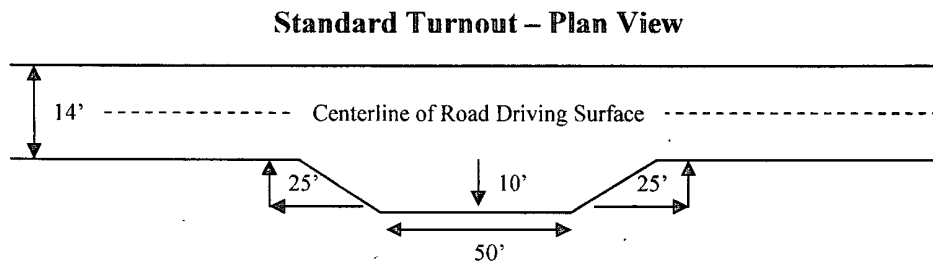 Standard Turnout – Plan View
14’
Centerline of Road Driving Surface
25’
10’
25’
50’